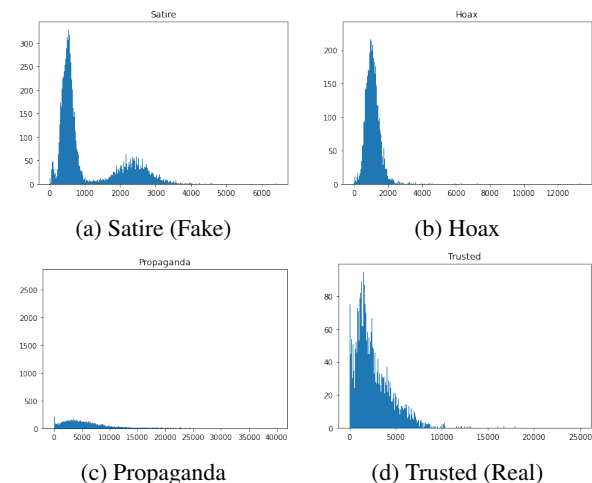 Satire
300
250
200
150
100
50
0
0 1000 2000 3000 4000 5000 6000
(a) Satire (Fake)
Hoax
200
150
100
50
0
0 2000 4000 6000 8000 10000 12000
(b) Hoax
Propaganda
2500
2000
1500
1000
500
0
0 5000 10000 15000 20000 25000 30000 35000 40000
(c) Propaganda
Trusted
80
60
40
20
0
0 5000 10000 15000 20000 25000
(d) Trusted (Real)